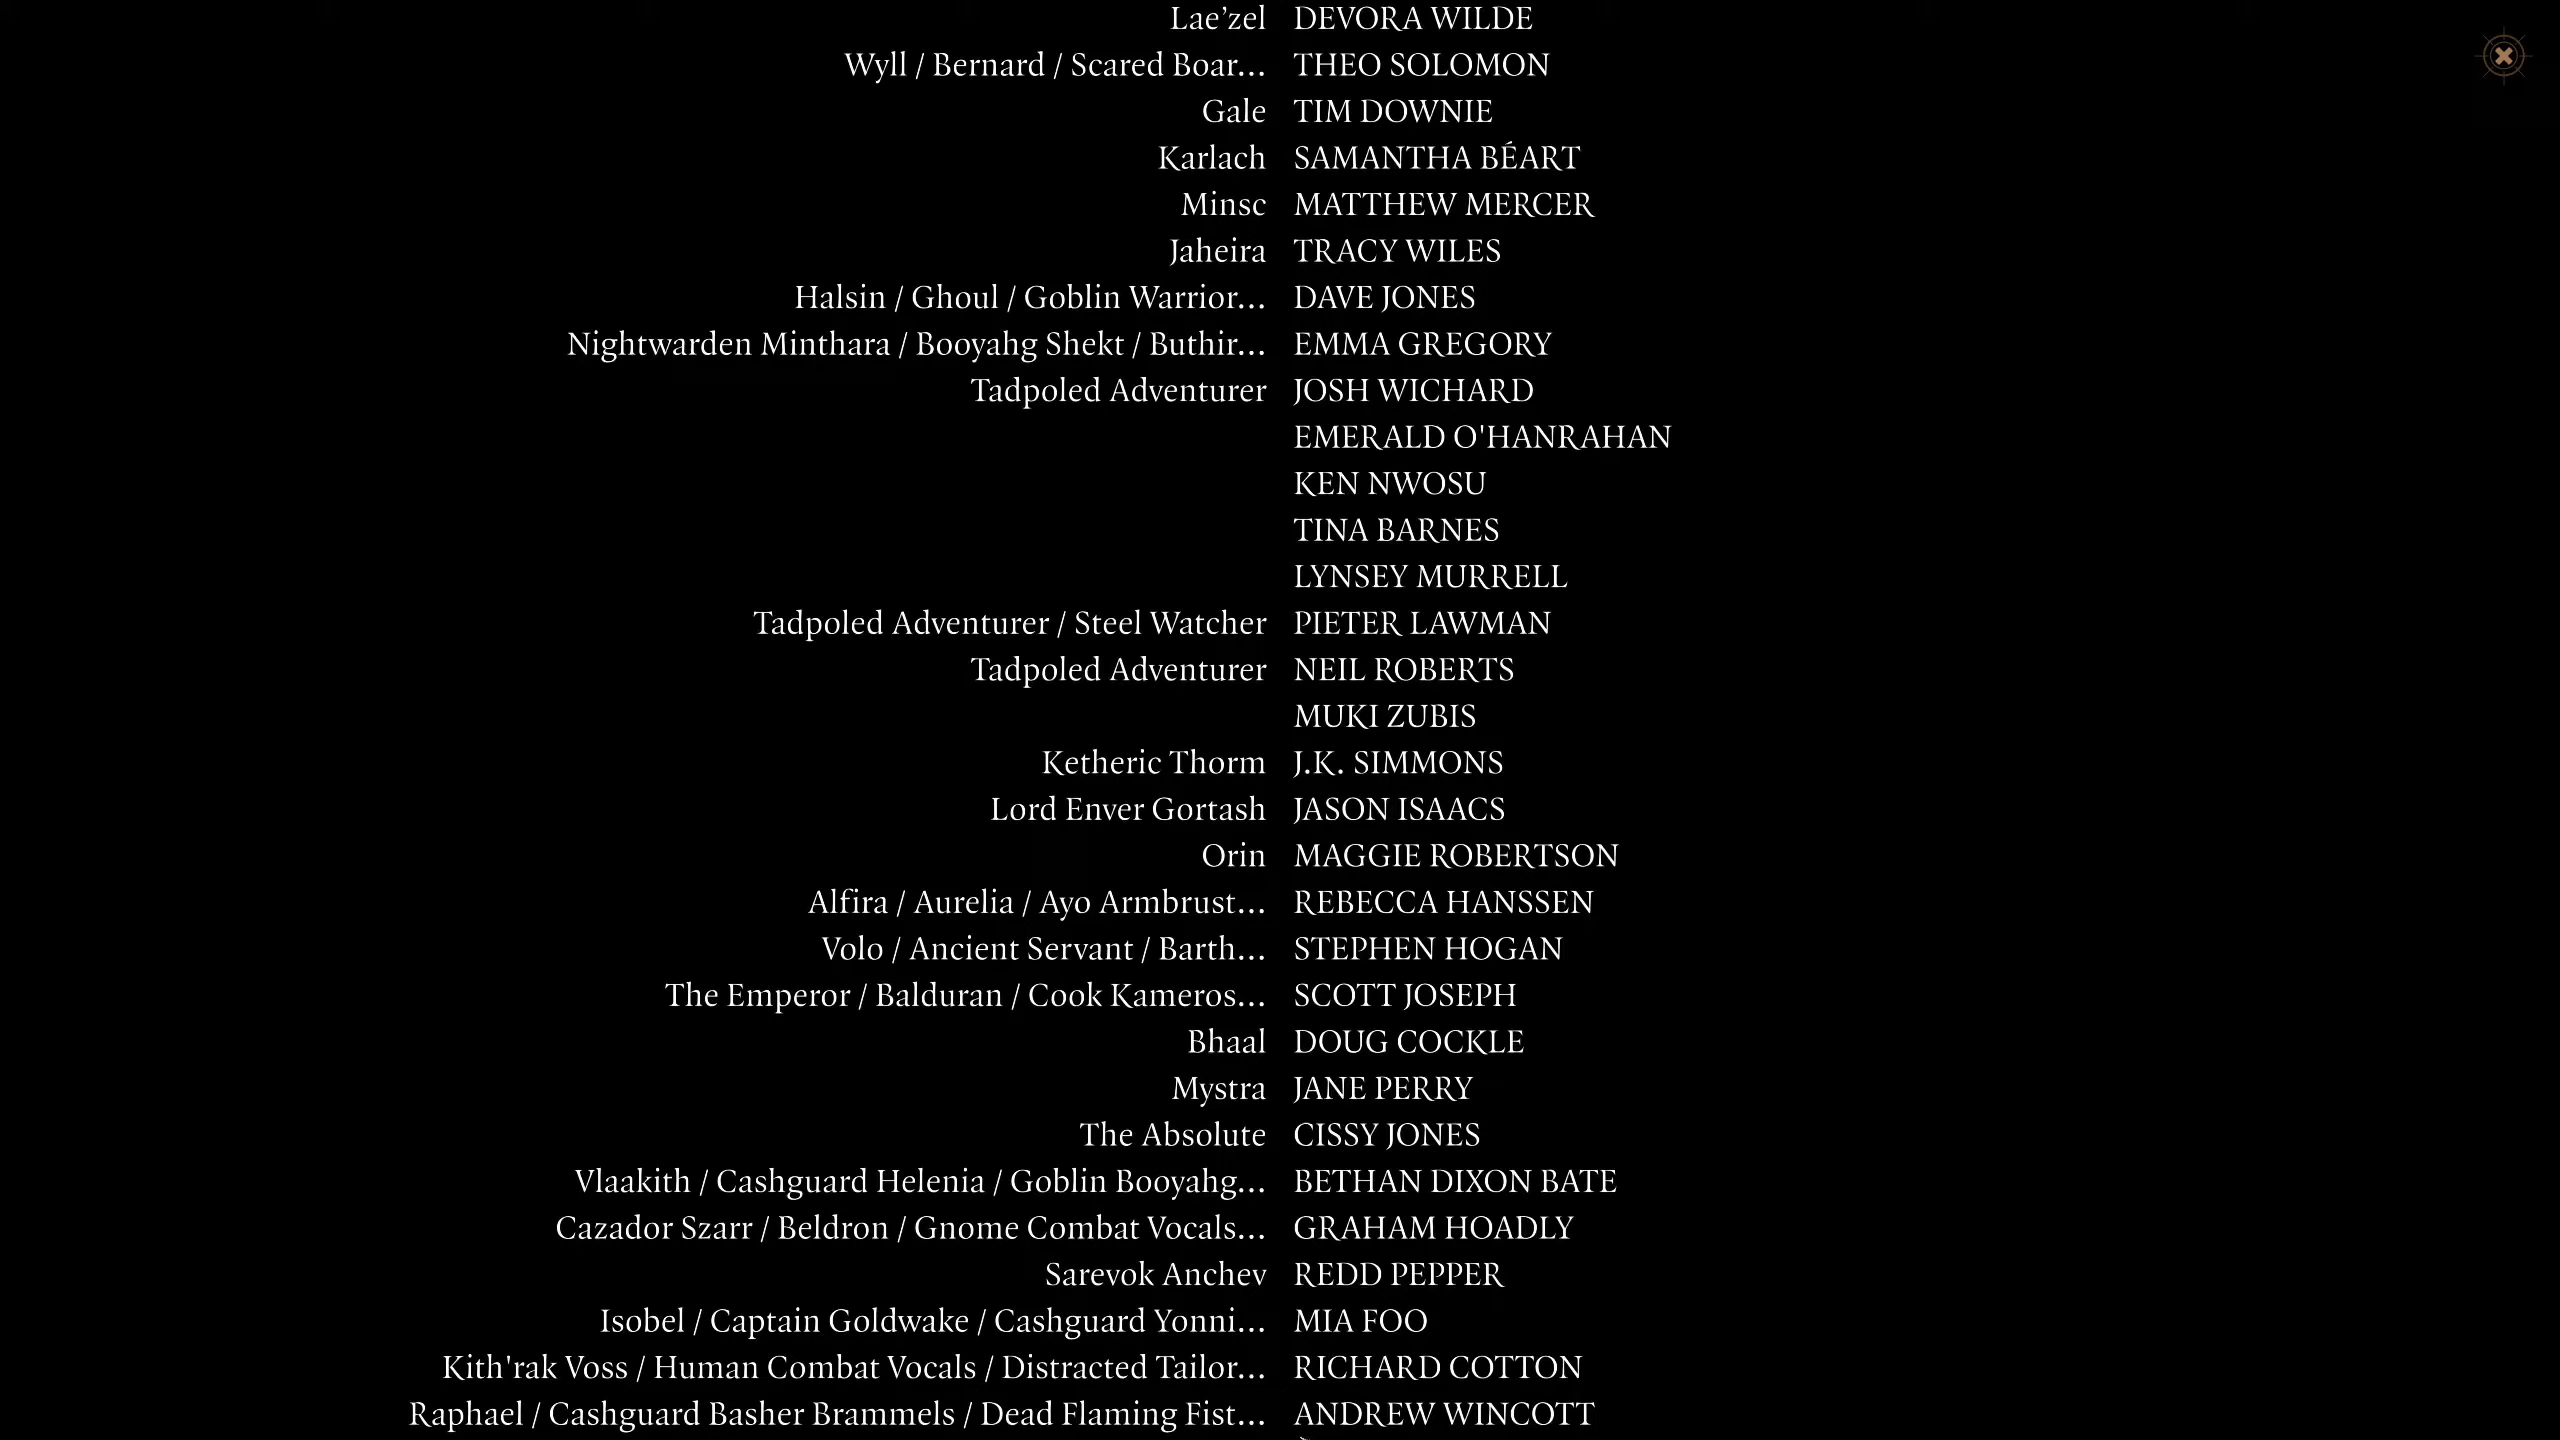 Lae’zel DEVORA WILDE
Wyll / Bernard / Scared Boar... THEO SOLOMON
Gale TIM DOWNIE
Karlach SAMANTHA BÉART
Minsc MATTHEW MERCER
Jaheira TRACY WILES
Halsin / Ghoul / Goblin Warrior... DAVE JONES
Nightwarden Minthara / Booyahg Shekt / Buthir... EMMA GREGORY
Tadpoled Adventurer JOSH WICHARD
EMERALD O'HANRAHAN
KEN NWOSU
TINA BARNES
LYNSEY MURRELL
Tadpoled Adventurer / Steel Watcher PIETER LAWMAN
Tadpoled Adventurer NEIL ROBERTS
MUKI ZUBIS
Ketheric Thorm J.K. SIMMONS
Lord Enver Gortash JASON ISAACS
Orin MAGGIE ROBERTSON
Alfira / Aurelia / Ayo Armbrust... REBECCA HANSSEN
Volo / Ancient Servant / Barth... STEPHEN HOGAN
The Emperor / Balduran / Cook Kameros... SCOTT JOSEPH
Bhaal DOUG COCKLE
Mystra JANE PERRY
The Absolute CISSY JONES
Vlaakith / Cashguard Helenia / Goblin Booyahg... BETHAN DIXON BATE
Cazador Szarr / Beldron / Gnome Combat Vocals... GRAHAM HOADLY
Sarevok Anchev REDD PEPPER
Isobel / Captain Goldwake / Cashguard Yonni... MIA FOO
Kith'rak Voss / Human Combat Vocals / Distracted Tailor... RICHARD COTTON
Raphael / Cashguard Basher Brammels / Dead Flaming Fist... ANDREW WINCOTT